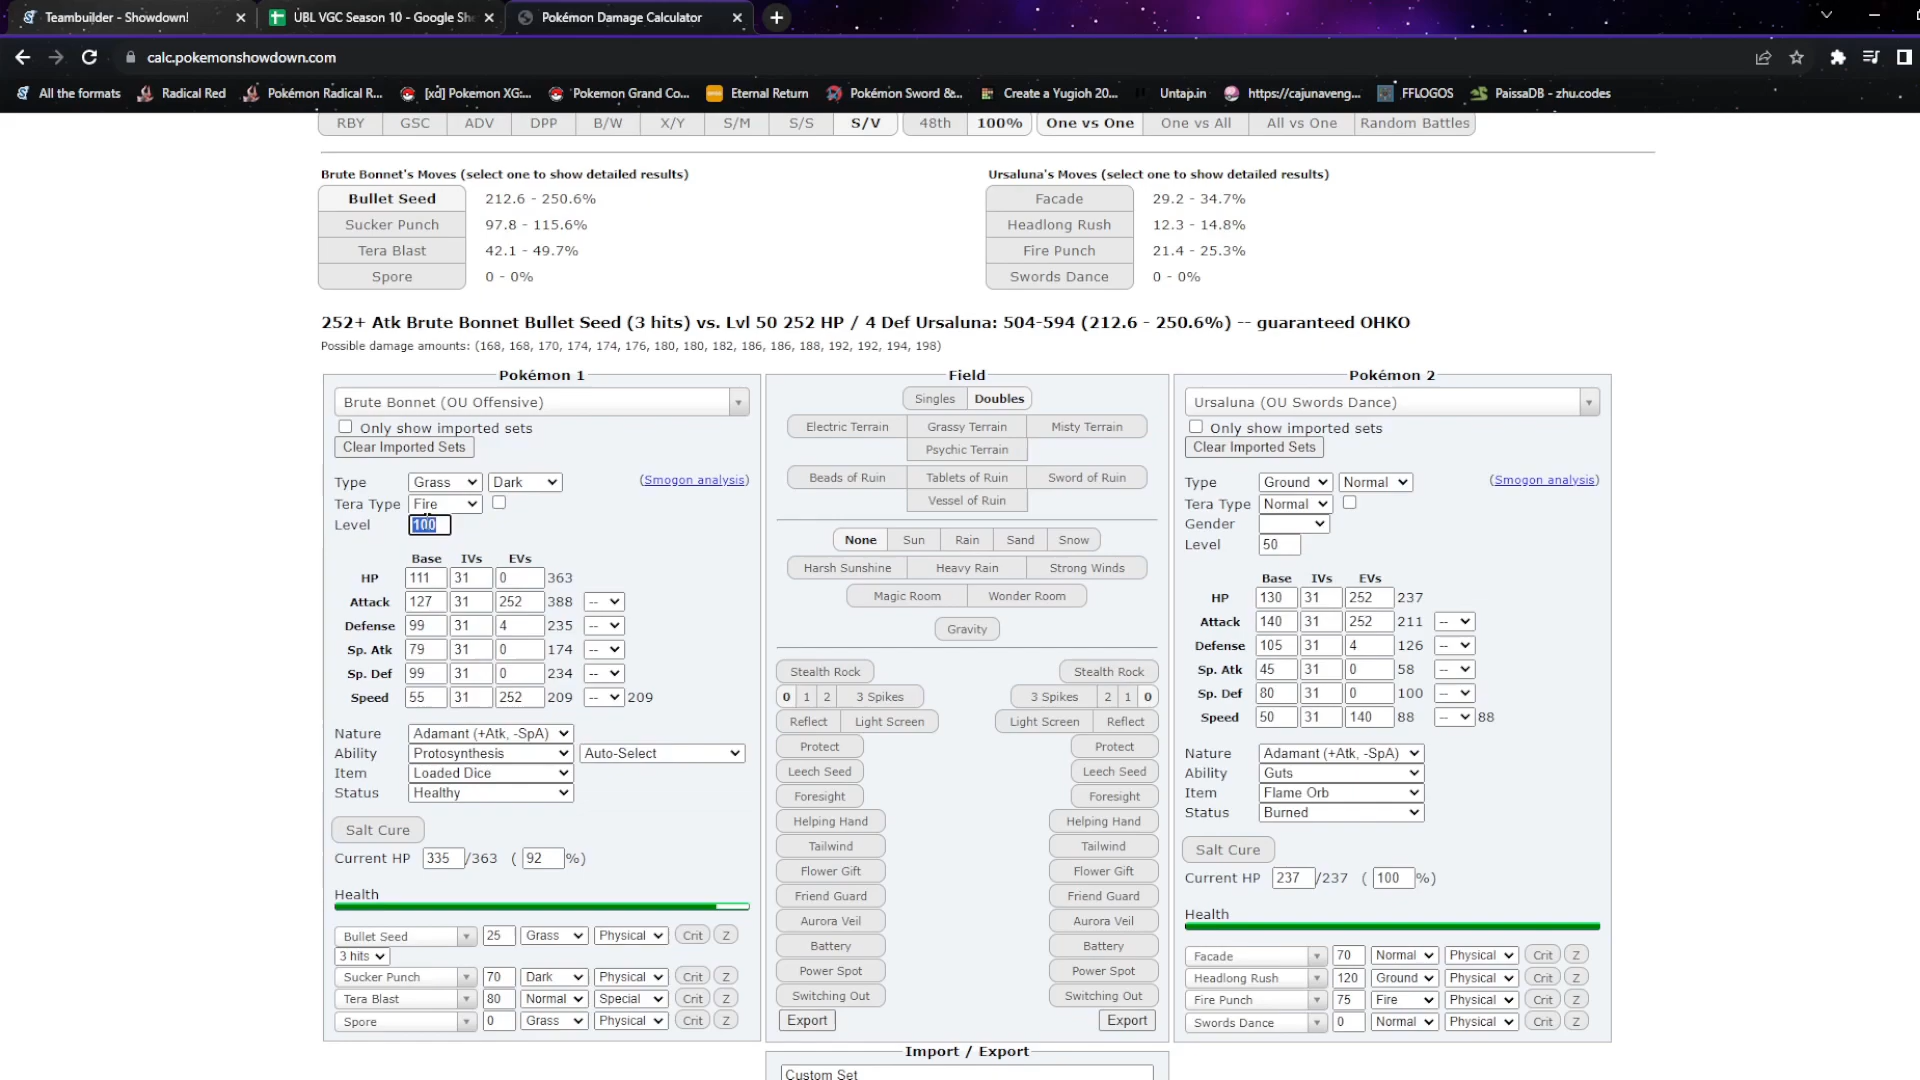 Teambuilder - Showdown!
UBL VGC Season 10 - Google Sh
Pokémon Damage Calculator
calc.pokemonshowdown.com
All the formats
Radical Red
Pokémon Radical R...
[xd] Pokemon XG:...
Pokemon Grand Co...
Eternal Return
Pokémon Sword &...
Create a Yugioh 20...
Untap.in
https://cajunaveng...
FFLOGOS
PaissaDB - zhu.codes
RBY GSC ADV DPP B/W X/Y S/M S/S S/V 48th 100% One vs One One vs All All vs One Random Battles
Brute Bonnet's Moves (select one to show detailed results)
Bullet Seed 212.6 - 250.6%
Sucker Punch 97.8 - 115.6%
Tera Blast 42.1 - 49.7%
Spore 0 - 0%
Ursaluna's Moves (select one to show detailed results)
Facade 29.2 - 34.7%
Headlong Rush 12.3 - 14.8%
Fire Punch 21.4 - 25.3%
Swords Dance 0 - 0%
252+ Atk Brute Bonnet Bullet Seed (3 hits) vs. Lvl 50 252 HP / 4 Def Ursaluna: 504-594 (212.6 - 250.6%) -- guaranteed OHKO
Possible damage amounts: (168, 168, 170, 174, 174, 176, 180, 180, 182, 186, 186, 188, 192, 192, 194, 198)
Pokémon 1
Brute Bonnet (OU Offensive)
Only show imported sets
Clear Imported Sets
Type Grass Dark (Smogon analysis)
Tera Type Fire
Level 100
Base IVs EVs
HP 111 31 0 363
Attack 127 31 252 388 --
Defense 99 31 4 235 --
Sp. Atk 79 31 0 174 --
Sp. Def 99 31 0 234 --
Speed 55 31 252 209 -- 209
Nature Adamant (+Atk, -SpA)
Ability Protosynthesis Auto-Select
Item Loaded Dice
Status Healthy
Salt Cure
Current HP 335 /363 ( 92 %)
Health
Bullet Seed 25 Grass Physical Crit Z
3 hits
Sucker Punch 70 Dark Physical Crit Z
Tera Blast 80 Normal Special Crit Z
Spore 0 Grass Physical Crit Z
Field
Singles Doubles
Electric Terrain Grassy Terrain Misty Terrain
Psychic Terrain
Beads of Ruin Tablets of Ruin Sword of Ruin
Vessel of Ruin
None Sun Rain Sand Snow
Harsh Sunshine Heavy Rain Strong Winds
Magic Room Wonder Room
Gravity
Stealth Rock Stealth Rock
0 1 2 3 Spikes 3 Spikes 2 1 0
Reflect Light Screen Light Screen Reflect
Protect Protect
Leech Seed Leech Seed
Foresight Foresight
Helping Hand Helping Hand
Tailwind Tailwind
Flower Gift Flower Gift
Friend Guard Friend Guard
Aurora Veil Aurora Veil
Battery Battery
Power Spot Power Spot
Switching Out Switching Out
Export Export
Pokémon 2
Ursaluna (OU Swords Dance)
Only show imported sets
Clear Imported Sets
Type Ground Normal (Smogon analysis)
Tera Type Normal
Gender
Level 50
Base IVs EVs
HP 130 31 252 237
Attack 140 31 252 211 --
Defense 105 31 4 126 --
Sp. Atk 45 31 0 58 --
Sp. Def 80 31 0 100 --
Speed 50 31 140 88 -- 88
Nature Adamant (+Atk, -SpA)
Ability Guts
Item Flame Orb
Status Burned
Salt Cure
Current HP 237 /237 ( 100 %)
Health
Facade 70 Normal Physical Crit Z
Headlong Rush 120 Ground Physical Crit Z
Fire Punch 75 Fire Physical Crit Z
Swords Dance 0 Normal Physical Crit Z
Import / Export
Custom Set